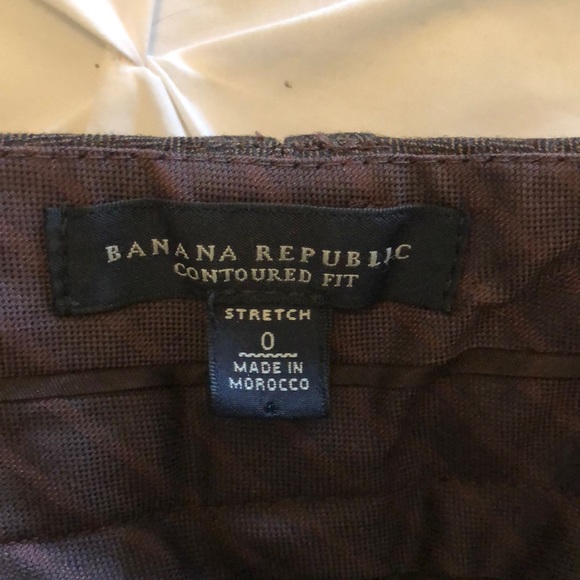 BANANA REPUBLIC
CONTOURED FIT
STRETCH
0
MADE IN
MOROCCO